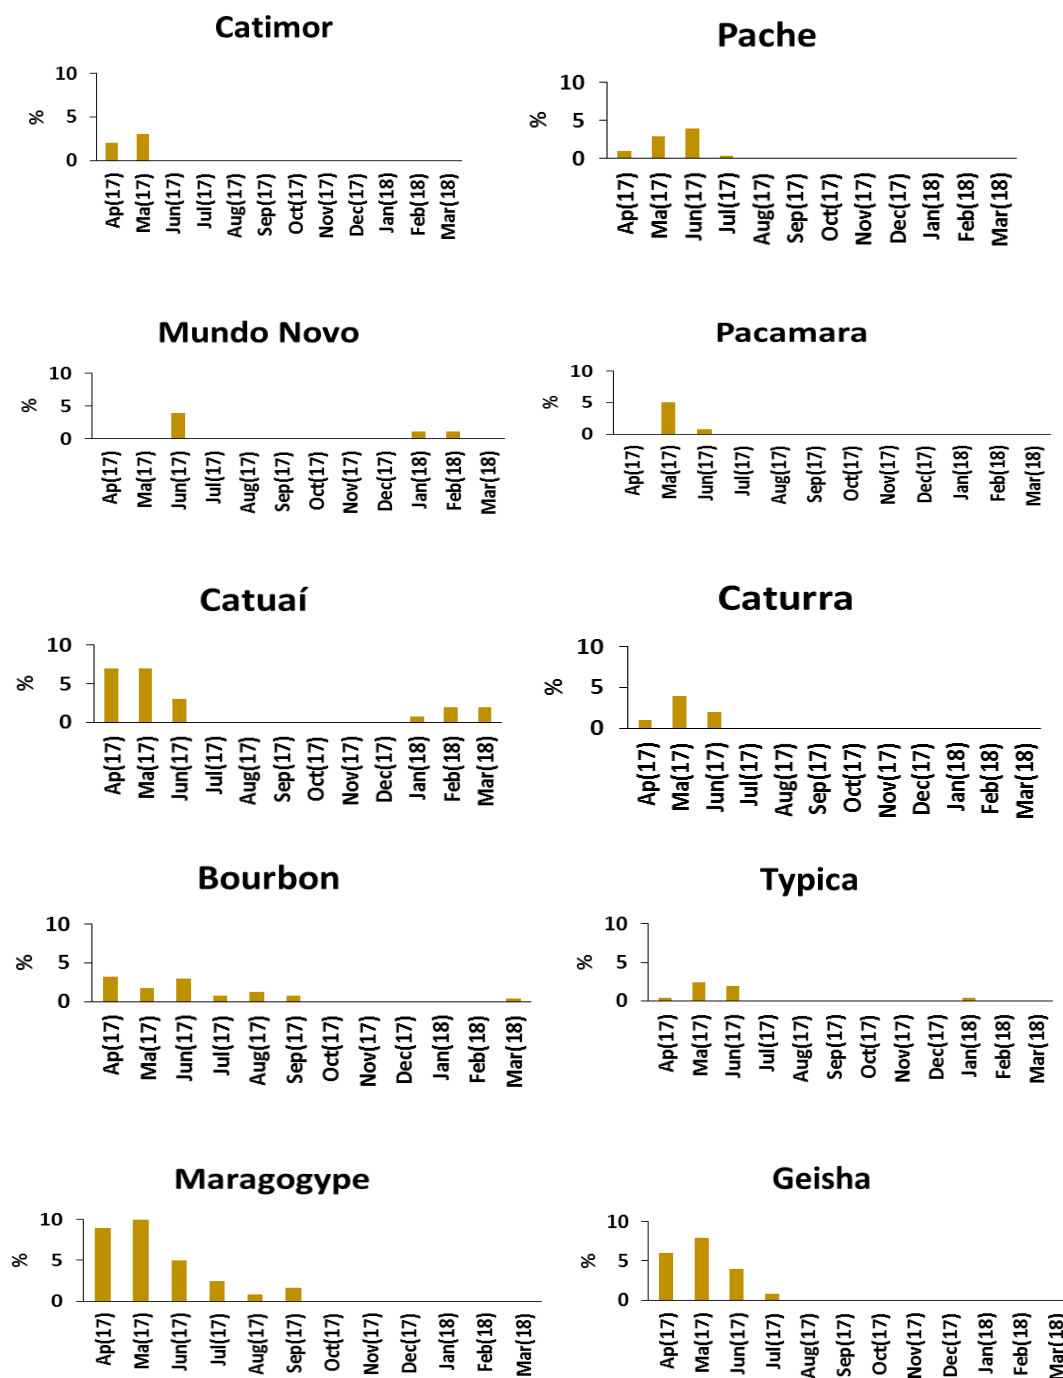 Catimor
10
5
0
%
Ap(17) Ma(17) Jun(17) Jul(17) Aug(17) Sep(17) Oct(17) Nov(17) Dec(17) Jan(18) Feb(18) Mar(18)
Pache
10
5
0
%
Ap(17) Ma(17) Jun(17) Jul(17) Aug(17) Sep(17) Oct(17) Nov(17) Dec(17) Jan(18) Feb(18) Mar(18)
Mundo Novo
10
5
0
%
Ap(17) Ma(17) Jun(17) Jul(17) Aug(17) Sep(17) Oct(17) Nov(17) Dec(17) Jan(18) Feb(18) Mar(18)
Pacamara
10
5
0
%
Ap(17) Ma(17) Jun(17) Jul(17) Aug(17) Sep(17) Oct(17) Nov(17) Dec(17) Jan(18) Feb(18) Mar(18)
Catuaí
10
5
0
%
Ap(17) Ma(17) Jun(17) Jul(17) Aug(17) Sep(17) Oct(17) Nov(17) Dec(17) Jan(18) Feb(18) Mar(18)
Caturra
10
5
0
%
Ap(17) Ma(17) Jun(17) Jul(17) Aug(17) Sep(17) Oct(17) Nov(17) Dec(17) Jan(18) Feb(18) Mar(18)
Bourbon
10
5
0
%
Ap(17) Ma(17) Jun(17) Jul(17) Aug(17) Sep(17) Oct(17) Nov(17) Dec(17) Jan(18) Feb(18) Mar(18)
Typica
10
5
0
%
Ap(17) Ma(17) Jun(17) Jul(17) Aug(17) Sep(17) Oct(17) Nov(17) Dec(17) Jan(18) Feb(18) Mar(18)
Maragogype
10
5
0
%
Ap(17) Ma(17) Jun(17) Jul(17) Aug(17) Sep(17) Oct(17) Nov(17) Dec(17) Jan(18) Feb(18) Mar(18)
Geisha
10
5
0
%
Ap(17) Ma(17) Jun(17) Jul(17) Aug(17) Sep(17) Oct(17) Nov(17) Dec(17) Jan(18) Feb(18) Mar(18)